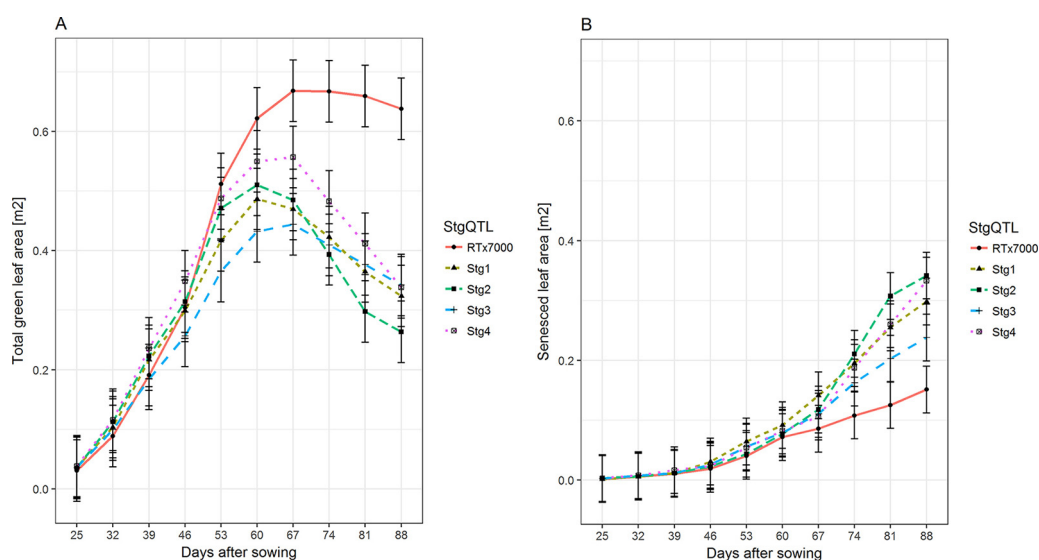 A
Total green leaf area [m2]
0.6
0.4
0.2
0.0
25 32 39 46 53 60 67 74 81 88
Days after sowing
StgQTL
RTx7000
Stg1
Stg2
Stg3
Stg4
B
Senesced leaf area [m2]
0.6
0.4
0.2
0.0
25 32 39 46 53 60 67 74 81 88
Days after sowing
StgQTL
RTx7000
Stg1
Stg2
Stg3
Stg4